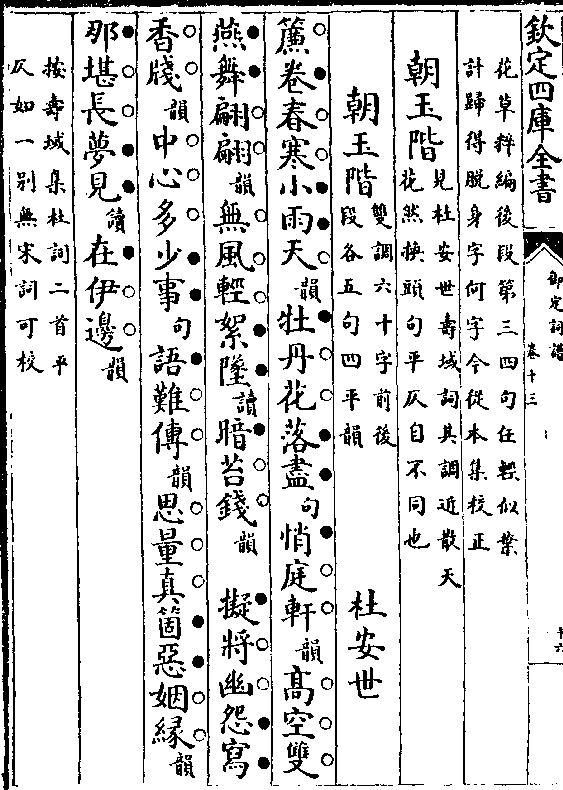 欽定四庫全書
御定詞譜
卷十三
十六
花草粹編後段第三四句任輕似葉
計歸得脫身字何字今從本集校正
朝玉階
見杜安世壽域詞其調近散天
花然換頭句平仄自不同也
朝玉階
雙調六十字前後
段各五句四平韻
杜安世
簾卷春寒小雨天韻牡丹花落盡句悄庭軒韻高空雙
燕舞翩翩韻無風輕絮墜讀暗苔錢韻 擬將幽怨寫
香牋韻中心多少事句語難傳韻思量真箇惡姻緣韻
那堪長夢見讀在伊邊韻
按壽域集杜詞二首平
仄如一別無宋詞可校